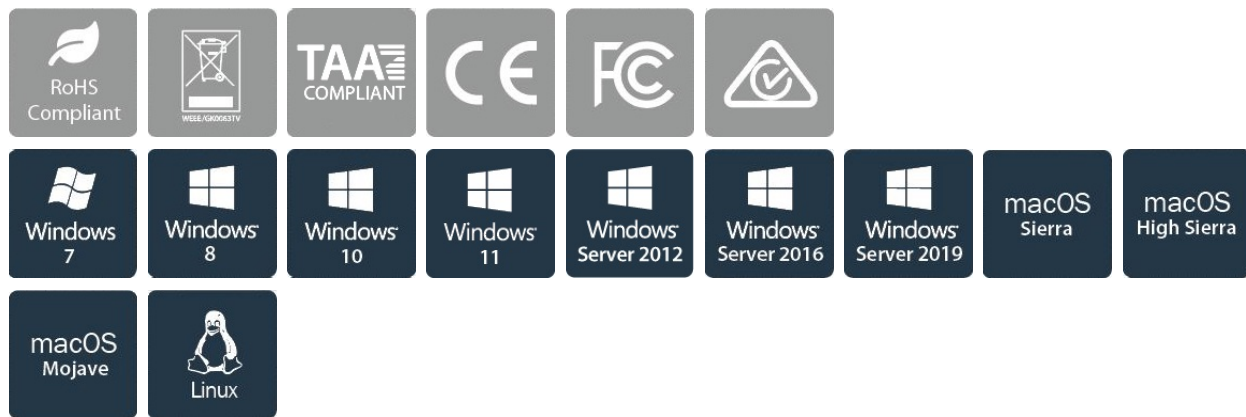 RoHS
Compliant
WEEE/GK0063TV
TAA
COMPLIANT
CE
FC
Windows
7
Windows
8
Windows
10
Windows
11
Windows
Server 2012
Windows
Server 2016
Windows
Server 2019
macOS
Sierra
macOS
High Sierra
macOS
Mojave
Linux